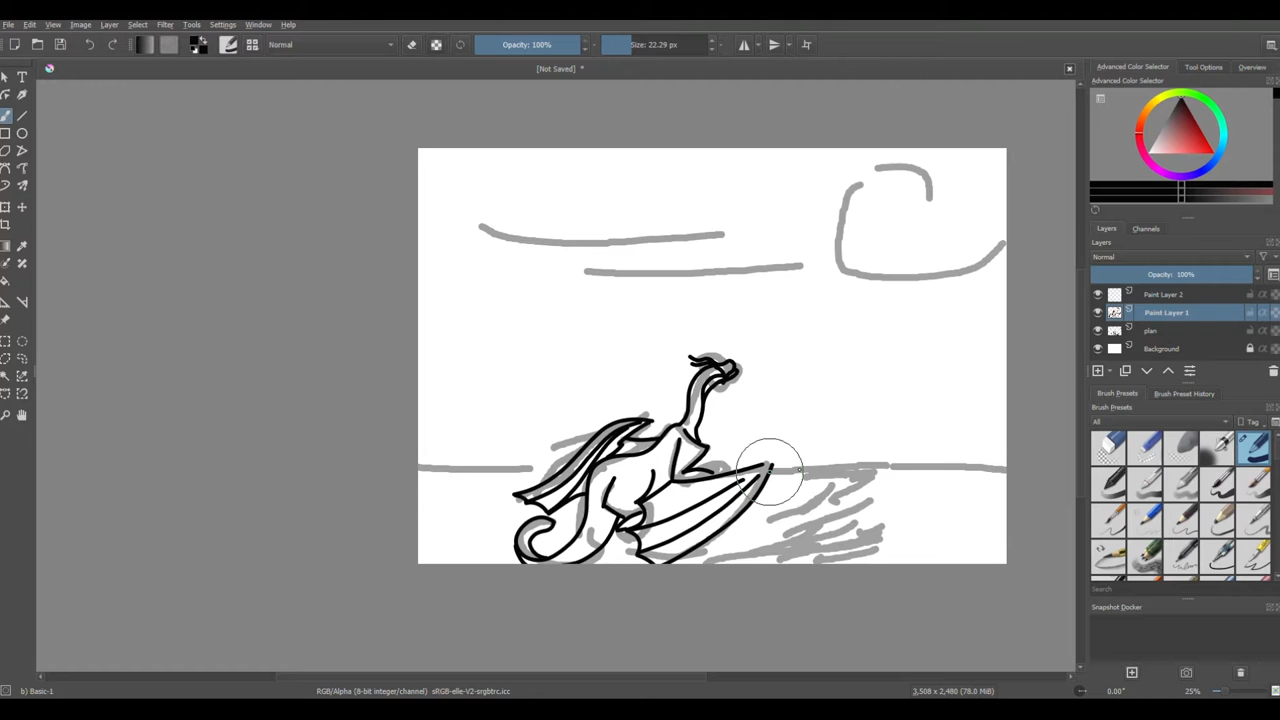 File Edit View Image Layer Select Filter Tools Settings Window Help
Normal Opacity: 100% Size: 22.29 px
[Not Saved] *
Advanced Color Selector Tool Options Overview
Advanced Color Selector
Layers Channels
Layers
Normal
Opacity: 100%
Paint Layer 2
Paint Layer 1
plan
Background
Brush Presets Brush Preset History
Brush Presets
All Tag
Search
Snapshot Docker
b) Basic-1 RGB/Alpha (8-bit integer/channel) sRGB-elle-V2-srgbtrc.icc 3,508 x 2,480 (78.0 MiB) 0.00° 25%